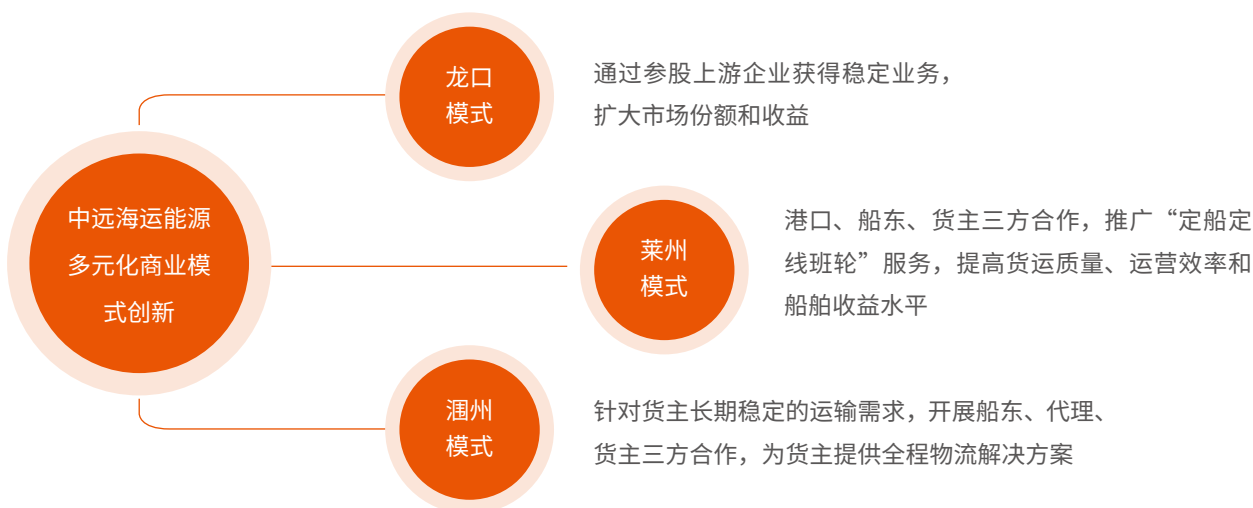 龙口
模式
通过参股上游企业获得稳定业务，
扩大市场份额和收益
中远海运能源
多元化商业模
式创新
莱州
模式
港口、船东、货主三方合作，推广“定船定
线班轮”服务，提高货运质量、运营效率和
船舶收益水平
涠州
模式
针对货主长期稳定的运输需求，开展船东、代理、
货主三方合作，为货主提供全程物流解决方案